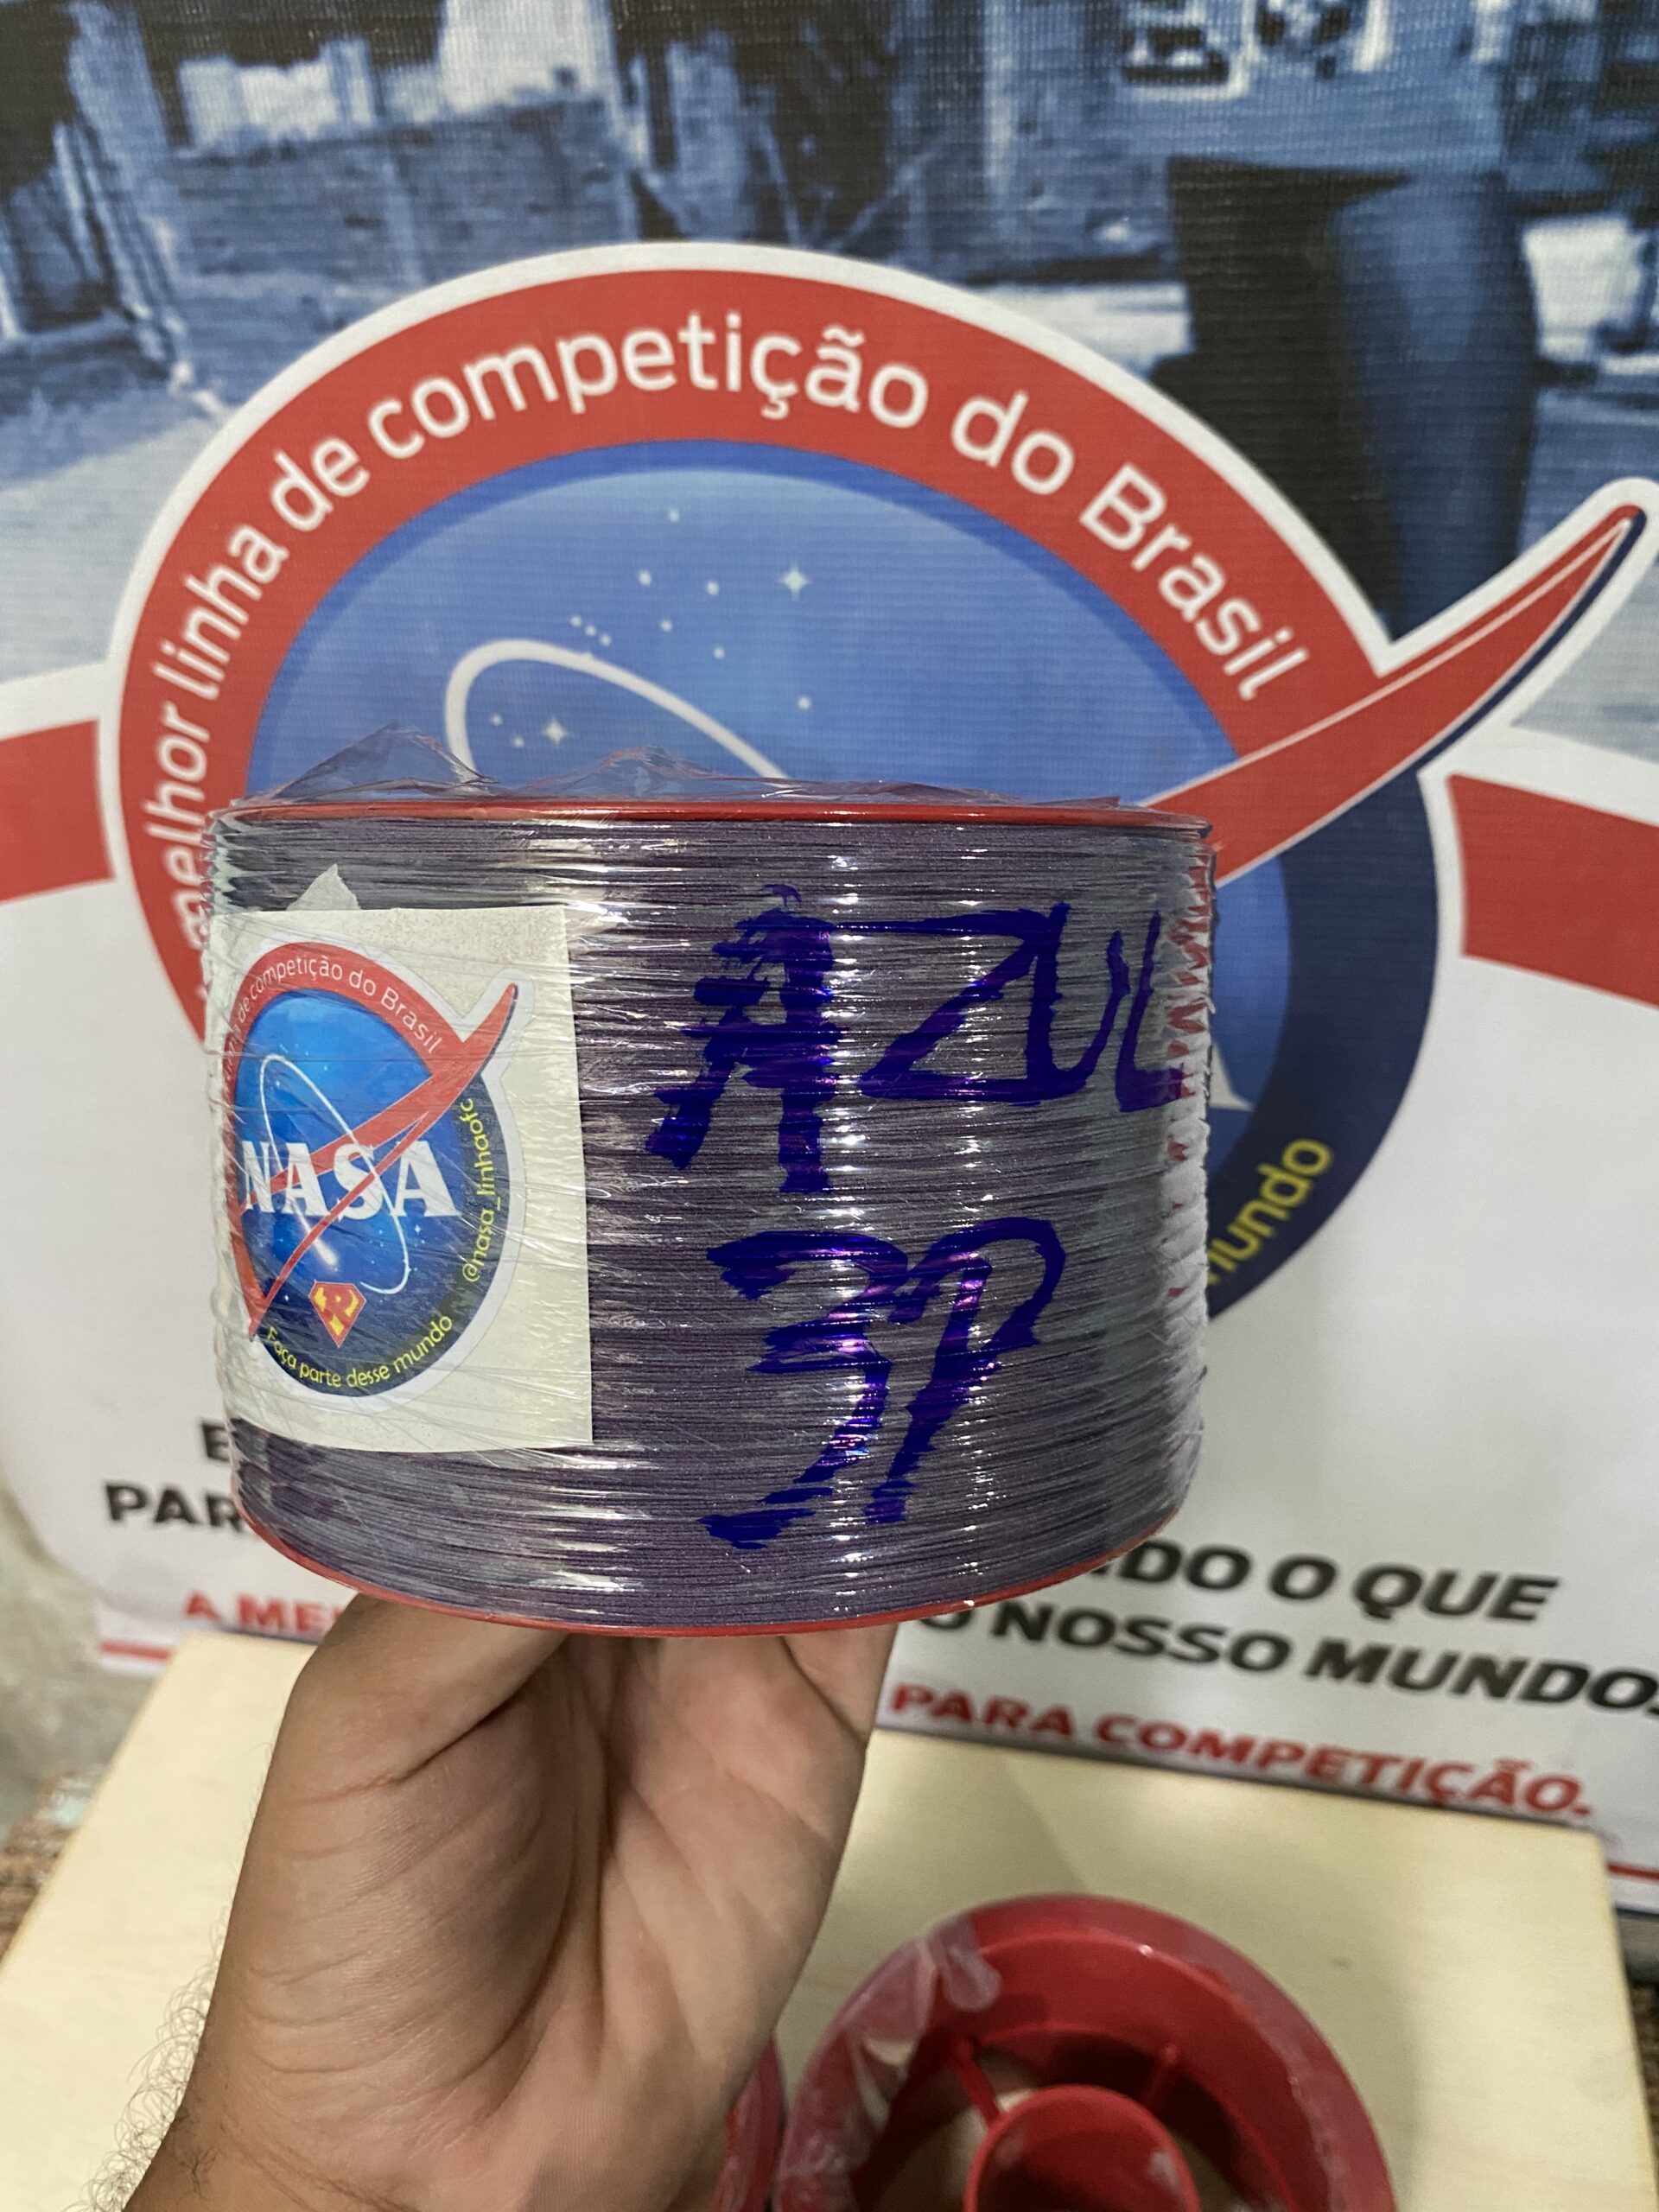 melhor linha de competição do Brasil
de competição do Brasil
NASA
@nasa_linhaofc
Faça parte desse mundo
AZUL
3P
mundo
DO O QUE
O NOSSO MUNDO
PARA COMPETIÇÃO.